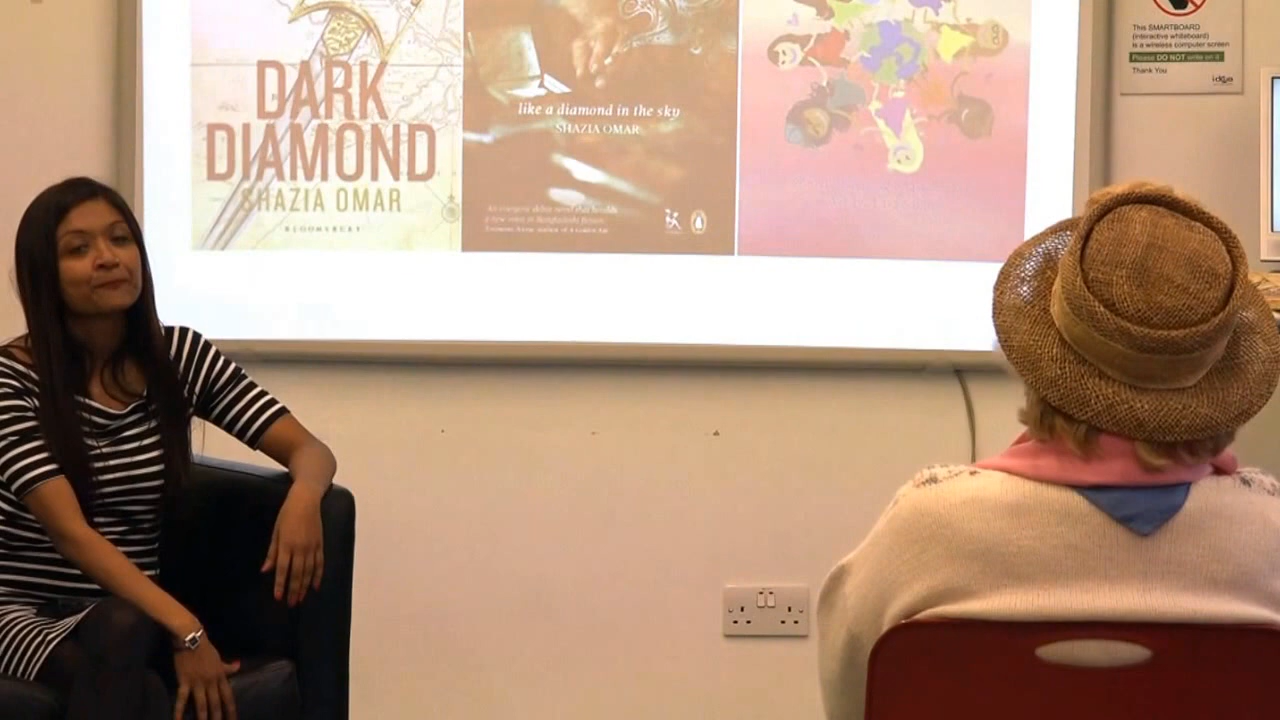 DARK
DIAMOND
SHAZIA OMAR
BLOOMSBURY
like a diamond in the sky
SHAZIA OMAR
This SMARTBOARD
(interactive whiteboard)
is a wireless computer screen
Please DO NOT write on it
Thank You
idea